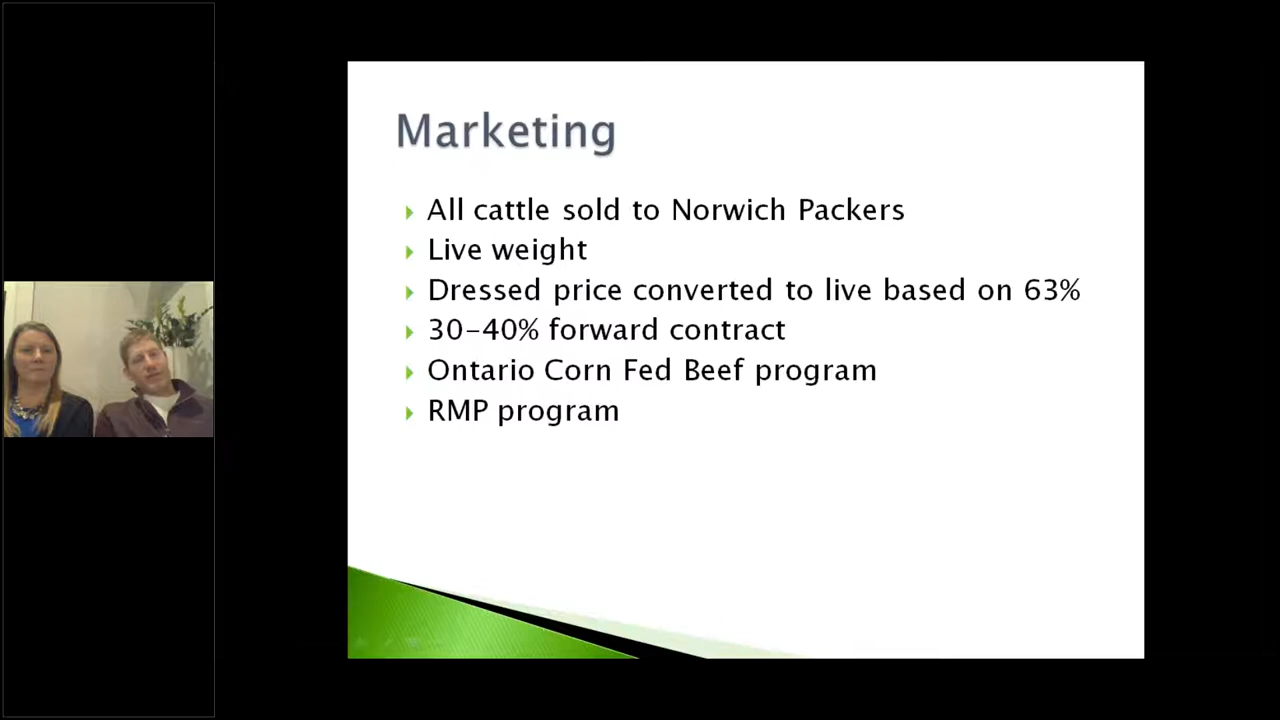 Marketing
All cattle sold to Norwich Packers
Live weight
Dressed price converted to live based on 63%
30-40% forward contract
Ontario Corn Fed Beef program
RMP program